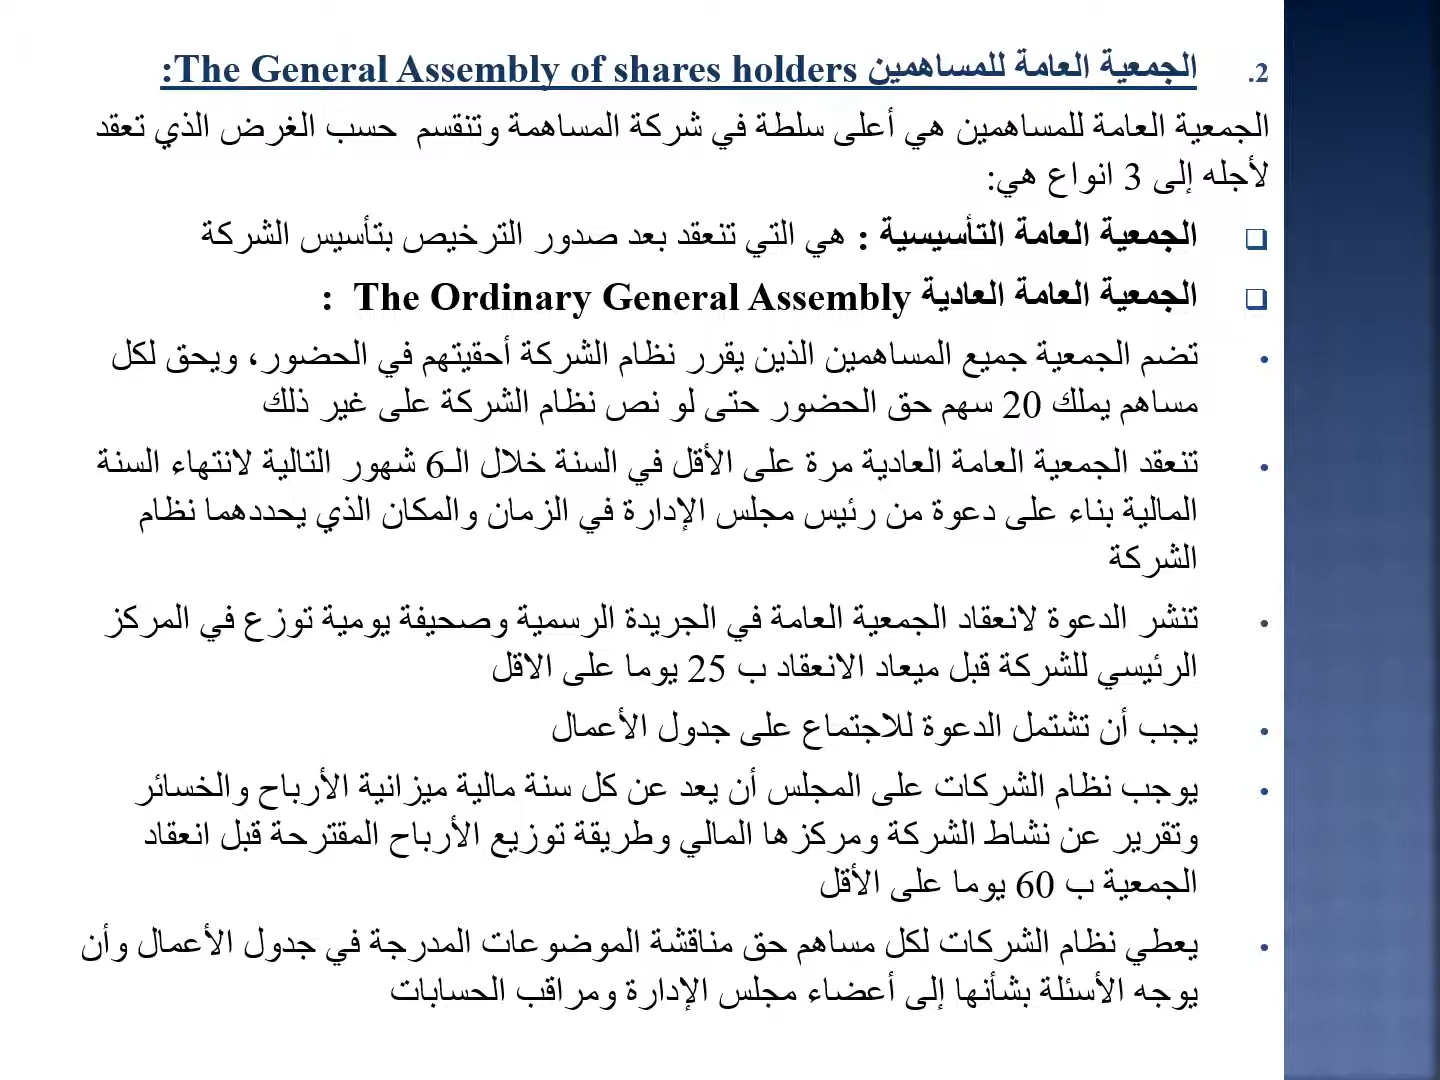 2. الجمعية العامة للمساهمين The General Assembly of shares holders:
الجمعية العامة للمساهمين هي أعلى سلطة في شركة المساهمة وتنقسم حسب الغرض الذي تعقد
لأجله إلى 3 انواع هي:
❑ الجمعية العامة التأسيسية : هي التي تنعقد بعد صدور الترخيص بتأسيس الشركة
❑ الجمعية العامة العادية The Ordinary General Assembly :
• تضم الجمعية جميع المساهمين الذين يقرر نظام الشركة أحقيتهم في الحضور، ويحق لكل
مساهم يملك 20 سهم حق الحضور حتى لو نص نظام الشركة على غير ذلك
• تنعقد الجمعية العامة العادية مرة على الأقل في السنة خلال الـ6 شهور التالية لانتهاء السنة
المالية بناء على دعوة من رئيس مجلس الإدارة في الزمان والمكان الذي يحددهما نظام
الشركة
• تنشر الدعوة لانعقاد الجمعية العامة في الجريدة الرسمية وصحيفة يومية توزع في المركز
الرئيسي للشركة قبل ميعاد الانعقاد ب 25 يوما على الاقل
• يجب أن تشتمل الدعوة للاجتماع على جدول الأعمال
• يوجب نظام الشركات على المجلس أن يعد عن كل سنة مالية ميزانية الأرباح والخسائر
وتقرير عن نشاط الشركة ومركزها المالي وطريقة توزيع الأرباح المقترحة قبل انعقاد
الجمعية ب 60 يوما على الأقل
• يعطي نظام الشركات لكل مساهم حق مناقشة الموضوعات المدرجة في جدول الأعمال وأن
يوجه الأسئلة بشأنها إلى أعضاء مجلس الإدارة ومراقب الحسابات